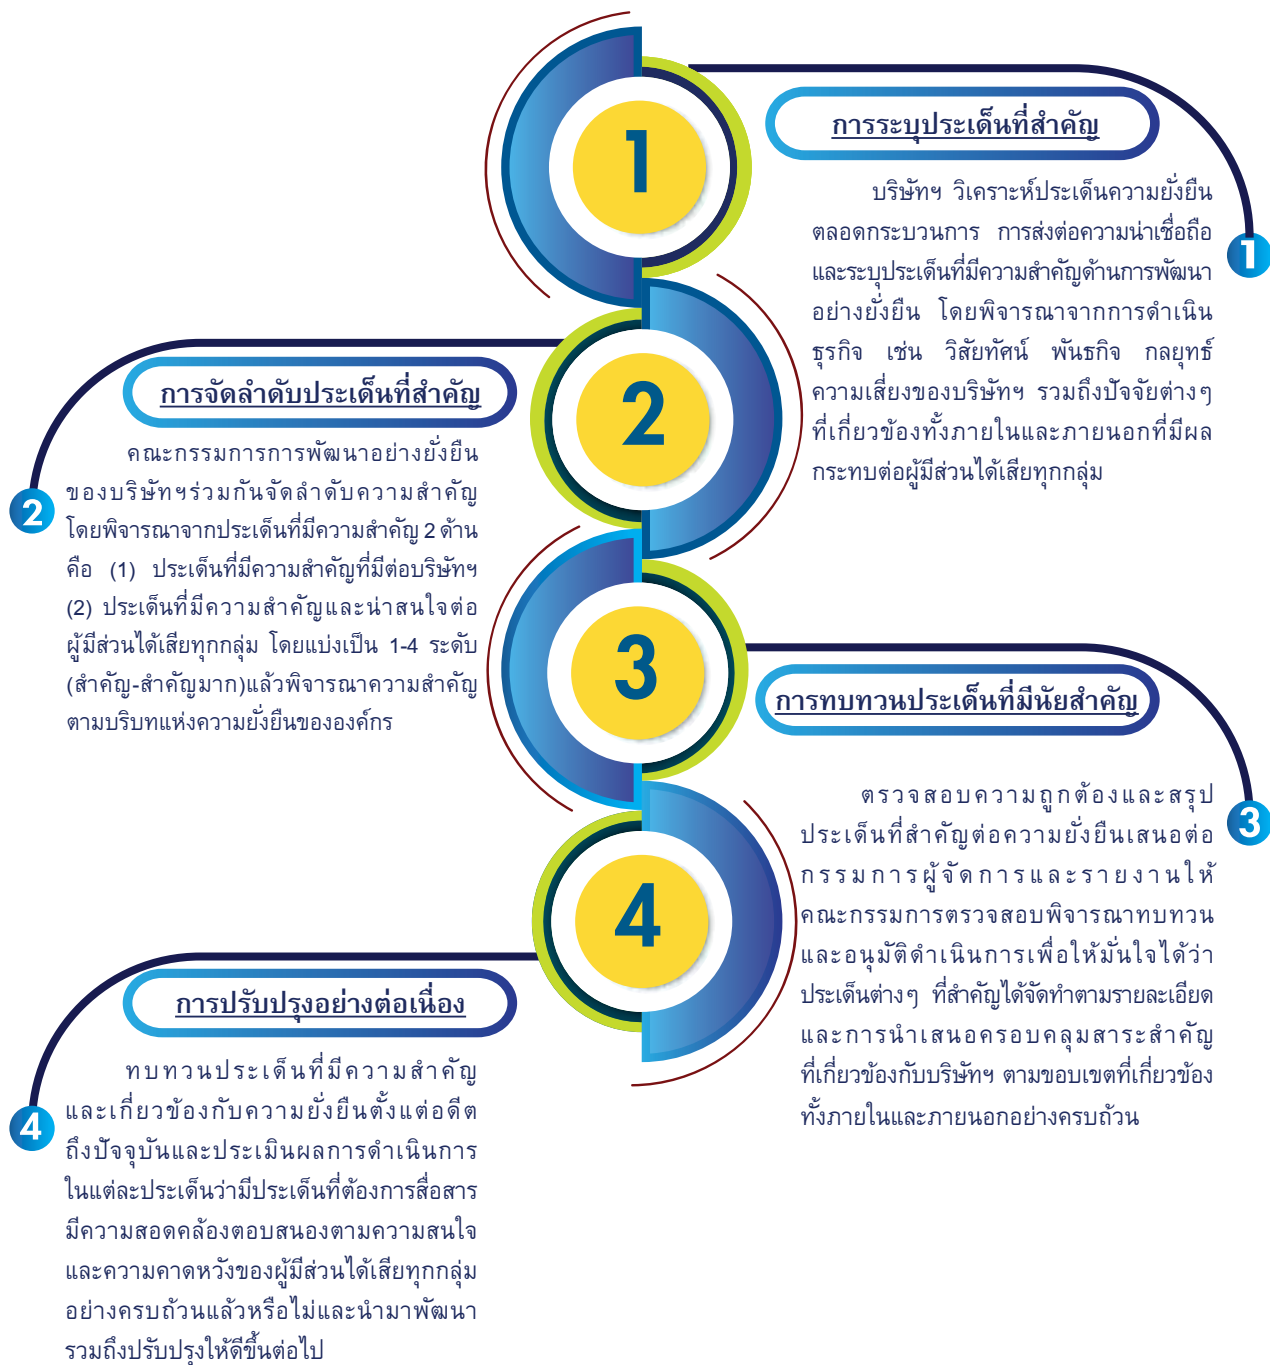 1
การระบุประเด็นที่สำคัญ
บริษัทฯ วิเคราะห์ประเด็นความยั่งยืน
ตลอดกระบวนการ การส่งต่อความน่าเชื่อถือ
และระบุประเด็นที่มีความสำคัญด้านการพัฒนา
อย่างยั่งยืน โดยพิจารณาจากการดำเนิน
ธุรกิจ เช่น วิสัยทัศน์ พันธกิจ กลยุทธ์
ความเสี่ยงของบริษัทฯ รวมถึงปัจจัยต่างๆ
ที่เกี่ยวข้องทั้งภายในและภายนอกที่มีผล
กระทบต่อผู้มีส่วนได้เสียทุกกลุ่ม
1
2
การจัดลำดับประเด็นที่สำคัญ
คณะกรรมการการพัฒนาอย่างยั่งยืน
ของบริษัทฯร่วมกันจัดลำดับความสำคัญ
โดยพิจารณาจากประเด็นที่มีความสำคัญ 2 ด้าน
คือ (1) ประเด็นที่มีความสำคัญที่มีต่อบริษัทฯ
(2) ประเด็นที่มีความสำคัญและน่าสนใจต่อ
ผู้มีส่วนได้เสียทุกกลุ่ม โดยแบ่งเป็น 1-4 ระดับ
(สำคัญ-สำคัญมาก)แล้วพิจารณาความสำคัญ
ตามบริบทแห่งความยั่งยืนขององค์กร
2
3
การทบทวนประเด็นที่มีนัยสำคัญ
ตรวจสอบความถูกต้องและสรุป
ประเด็นที่สำคัญต่อความยั่งยืนเสนอต่อ
กรรมการผู้จัดการและรายงานให้
คณะกรรมการตรวจสอบพิจารณาทบทวน
และอนุมัติดำเนินการเพื่อให้มั่นใจได้ว่า
ประเด็นต่างๆ ที่สำคัญได้จัดทำตามรายละเอียด
และการนำเสนอครอบคลุมสาระสำคัญ
ที่เกี่ยวข้องกับบริษัทฯ ตามขอบเขตที่เกี่ยวข้อง
ทั้งภายในและภายนอกอย่างครบถ้วน
3
4
การปรับปรุงอย่างต่อเนื่อง
ทบทวนประเด็นที่มีความสำคัญ
และเกี่ยวข้องกับความยั่งยืนตั้งแต่อดีต
ถึงปัจจุบันและประเมินผลการดำเนินการ
ในแต่ละประเด็นว่ามีประเด็นที่ต้องการสื่อสาร
มีความสอดคล้องตอบสนองตามความสนใจ
และความคาดหวังของผู้มีส่วนได้เสียทุกกลุ่ม
อย่างครบถ้วนแล้วหรือไม่และนำมาพัฒนา
รวมถึงปรับปรุงให้ดีขึ้นต่อไป
4